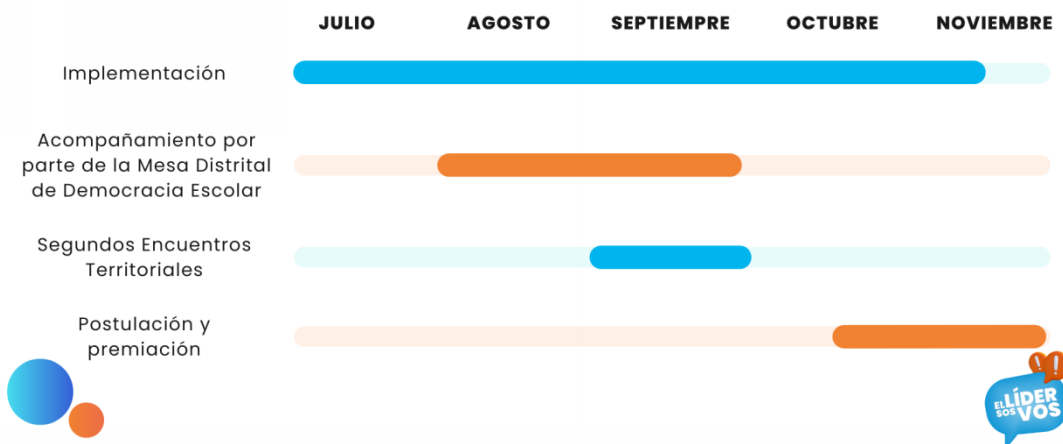 JULIO AGOSTO SEPTIEMPRE OCTUBRE NOVIEMBRE
Implementación
Acompañamiento por
parte de la Mesa Distrital
de Democracia Escolar
Segundos Encuentros
Territoriales
Postulación y
premiación
EL LÍDER
SOS VOS